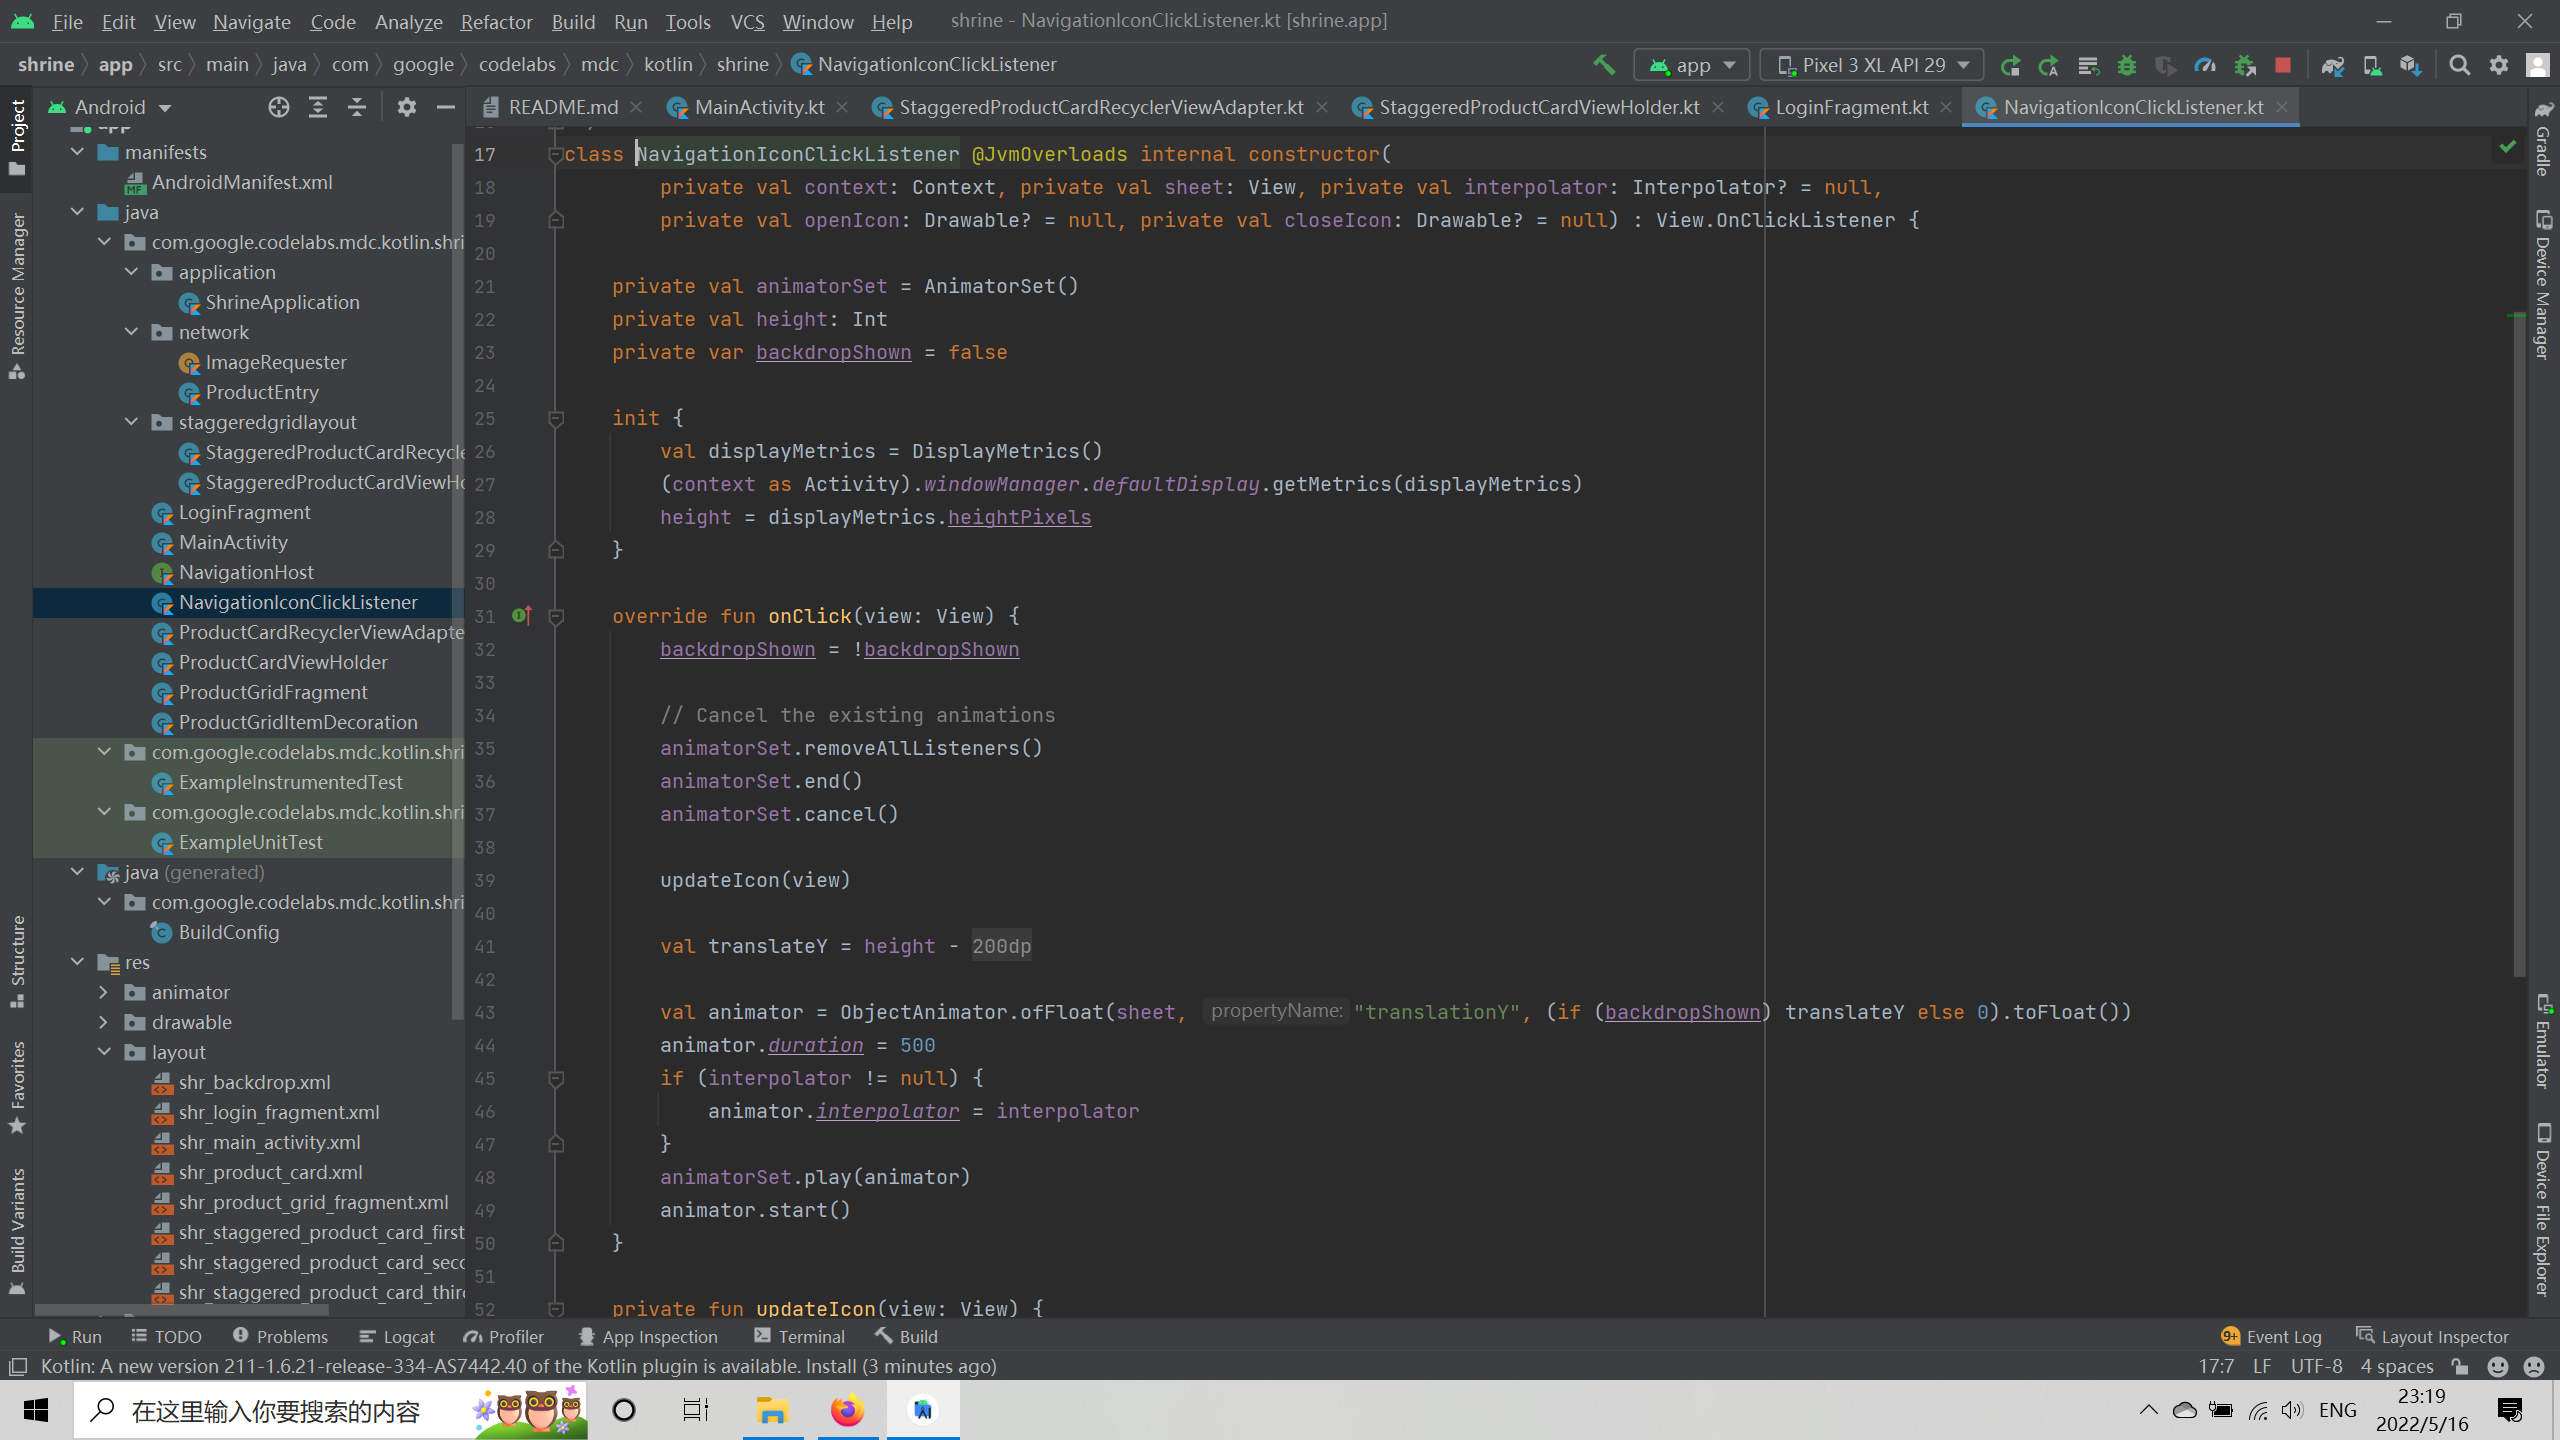 File Edit View Navigate Code Analyze Refactor Build Run Tools VCS Window Help shrine - NavigationIconClickListener.kt [shrine.app]
shrine app src main java com google codelabs mdc kotlin shrine NavigationIconClickListener app Pixel 3 XL API 29
Android README.md MainActivity.kt StaggeredProductCardRecyclerViewAdapter.kt StaggeredProductCardViewHolder.kt LoginFragment.kt NavigationIconClickListener.kt
Project
Resource Manager
Structure
Favorites
Build Variants
app
manifests
AndroidManifest.xml
java
com.google.codelabs.mdc.kotlin.shri
application
ShrineApplication
network
ImageRequester
ProductEntry
staggeredgridlayout
StaggeredProductCardRecycle
StaggeredProductCardViewHo
LoginFragment
MainActivity
NavigationHost
NavigationIconClickListener
ProductCardRecyclerViewAdapte
ProductCardViewHolder
ProductGridFragment
ProductGridItemDecoration
com.google.codelabs.mdc.kotlin.shri
ExampleInstrumentedTest
com.google.codelabs.mdc.kotlin.shri
ExampleUnitTest
java (generated)
com.google.codelabs.mdc.kotlin.shri
BuildConfig
res
animator
drawable
layout
shr_backdrop.xml
shr_login_fragment.xml
shr_main_activity.xml
shr_product_card.xml
shr_product_grid_fragment.xml
shr_staggered_product_card_first
shr_staggered_product_card_seco
shr_staggered_product_card_third
17 class NavigationIconClickListener @JvmOverloads internal constructor(
18 private val context: Context, private val sheet: View, private val interpolator: Interpolator? = null,
19 private val openIcon: Drawable? = null, private val closeIcon: Drawable? = null) : View.OnClickListener {
20
21 private val animatorSet = AnimatorSet()
22 private val height: Int
23 private var backdropShown = false
24
25 init {
26 val displayMetrics = DisplayMetrics()
27 (context as Activity).windowManager.defaultDisplay.getMetrics(displayMetrics)
28 height = displayMetrics.heightPixels
29 }
30
31 override fun onClick(view: View) {
32 backdropShown = !backdropShown
33
34 // Cancel the existing animations
35 animatorSet.removeAllListeners()
36 animatorSet.end()
37 animatorSet.cancel()
38
39 updateIcon(view)
40
41 val translateY = height - 200dp
42
43 val animator = ObjectAnimator.ofFloat(sheet, propertyName: "translationY", (if (backdropShown) translateY else 0).toFloat())
44 animator.duration = 500
45 if (interpolator != null) {
46 animator.interpolator = interpolator
47 }
48 animatorSet.play(animator)
49 animator.start()
50 }
51
52 private fun updateIcon(view: View) {
Gradle
Device Manager
Emulator
Device File Explorer
Run TODO Problems Logcat Profiler App Inspection Terminal Build 9+ Event Log Layout Inspector
Kotlin: A new version 211-1.6.21-release-334-AS7442.40 of the Kotlin plugin is available. Install (3 minutes ago) 17:7 LF UTF-8 4 spaces
在这里输入你要搜索的内容 ENG 23:19
2022/5/16